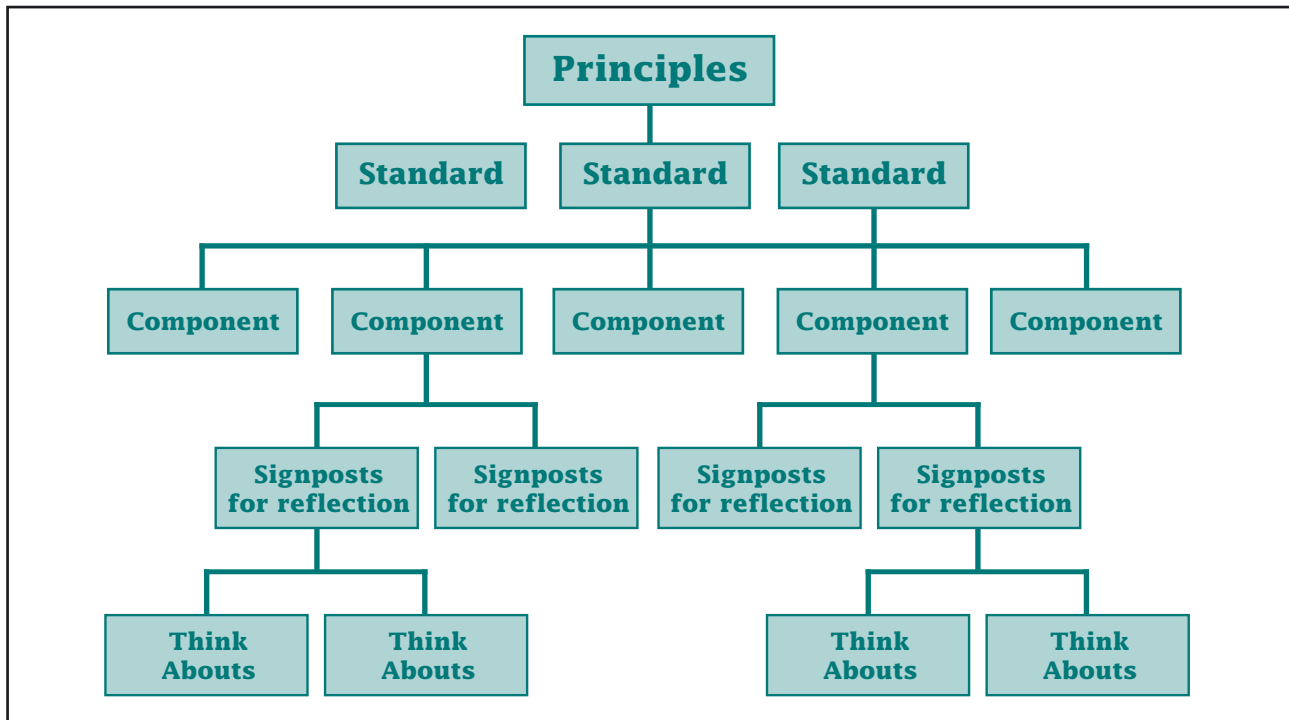 Principles
Standard
Standard
Standard
Component
Component
Component
Component
Component
Signposts
for reflection
Signposts
for reflection
Signposts
for reflection
Signposts
for reflection
Think
Abouts
Think
Abouts
Think
Abouts
Think
Abouts